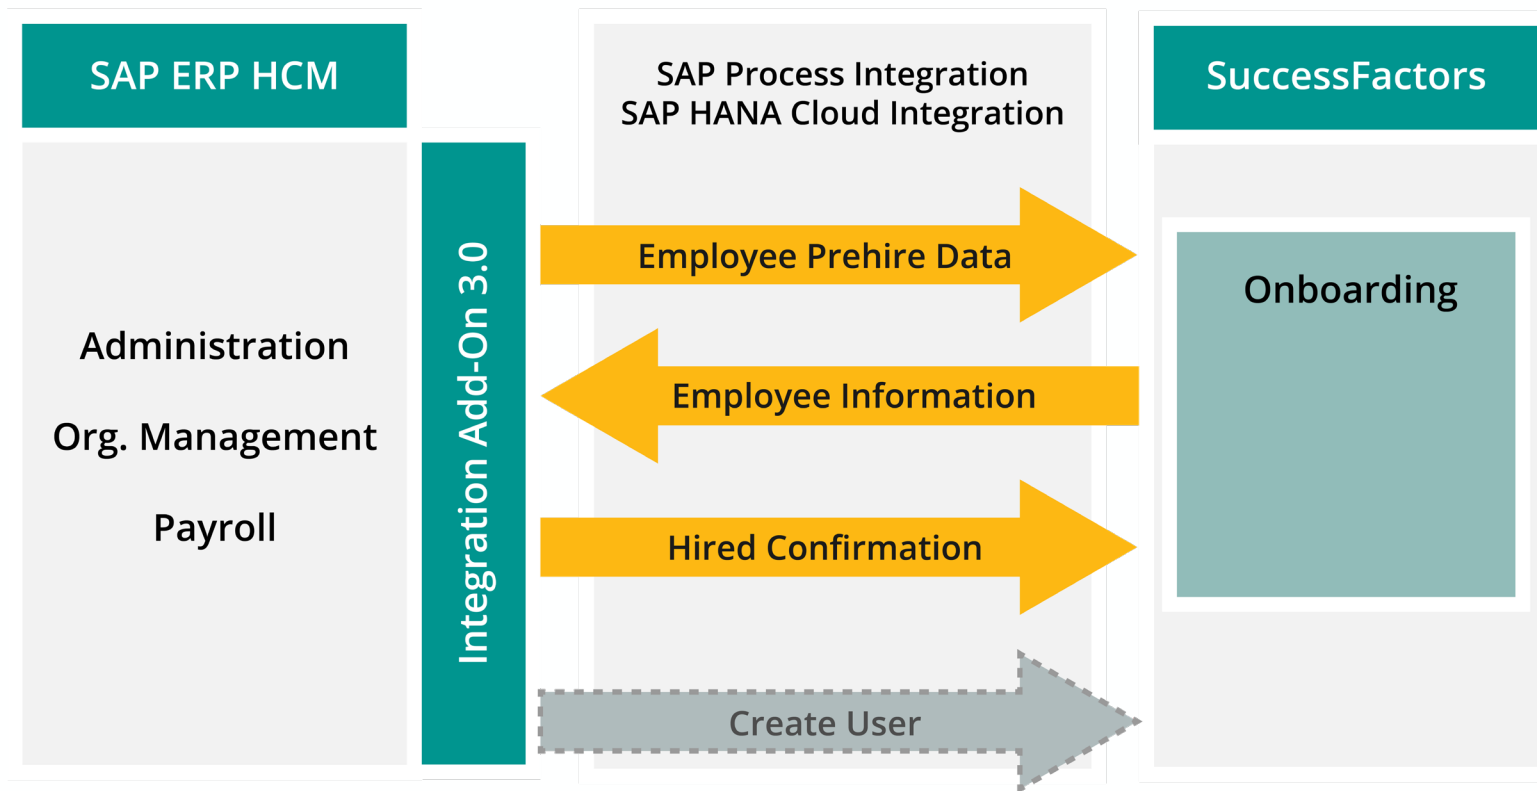 SAP ERP HCM
Administration
Org. Management
Payroll
Integration Add-On 3.0
SAP Process Integration
SAP HANA Cloud Integration
Employee Prehire Data
Employee Information
Hired Confirmation
Create User
SuccessFactors
Onboarding